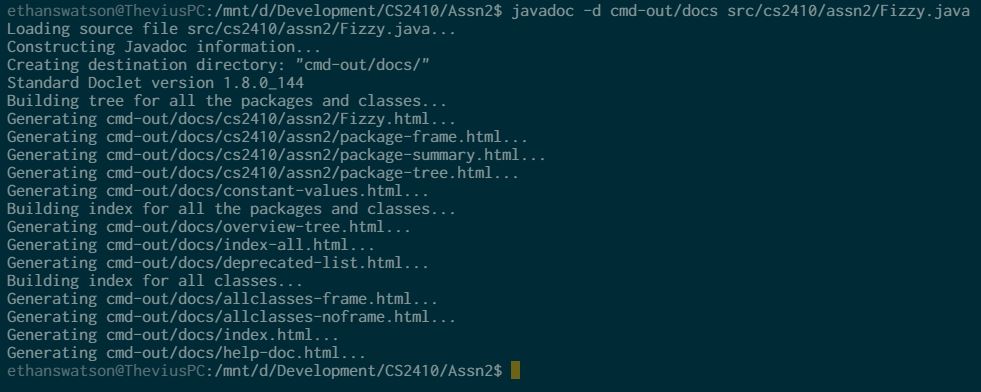 ethanswatson@TheviusPC:/mnt/d/Development/CS2410/Assn2$ javadoc -d cmd-out/docs src/cs2410/assn2/Fizzy.java
Loading source file src/cs2410/assn2/Fizzy.java...
Constructing Javadoc information...
Creating destination directory: "cmd-out/docs/"
Standard Doclet version 1.8.0_144
Building tree for all the packages and classes...
Generating cmd-out/docs/cs2410/assn2/Fizzy.html...
Generating cmd-out/docs/cs2410/assn2/package-frame.html...
Generating cmd-out/docs/cs2410/assn2/package-summary.html...
Generating cmd-out/docs/cs2410/assn2/package-tree.html...
Generating cmd-out/docs/constant-values.html...
Building index for all the packages and classes...
Generating cmd-out/docs/overview-tree.html...
Generating cmd-out/docs/index-all.html...
Generating cmd-out/docs/deprecated-list.html...
Building index for all classes...
Generating cmd-out/docs/allclasses-frame.html...
Generating cmd-out/docs/allclasses-noframe.html...
Generating cmd-out/docs/index.html...
Generating cmd-out/docs/help-doc.html...
ethanswatson@TheviusPC:/mnt/d/Development/CS2410/Assn2$